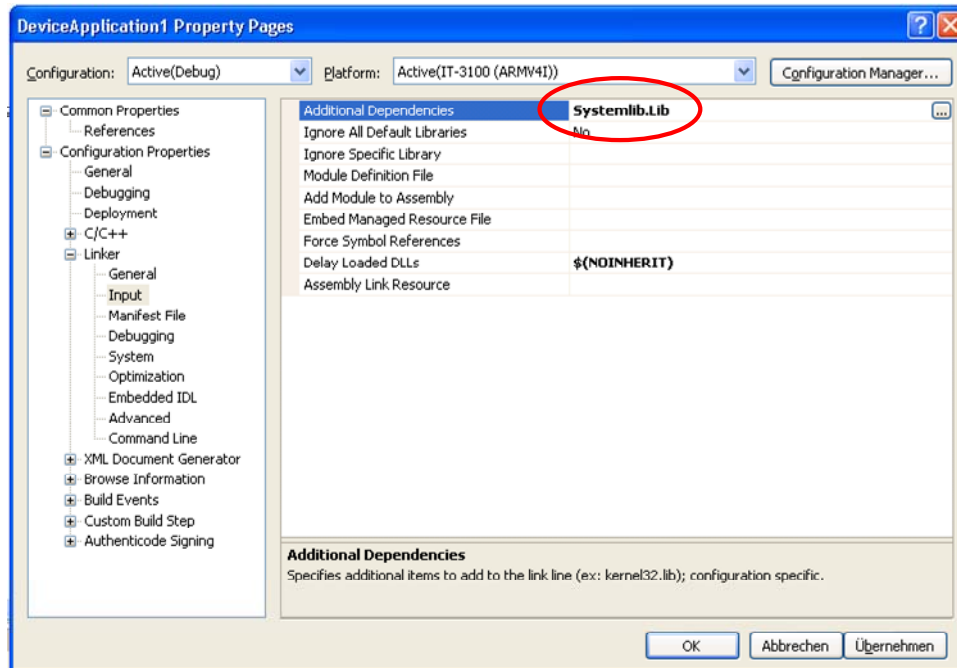 DeviceApplication1 Property Pages
Configuration: Active(Debug) Platform: Active(IT-3100 (ARMV4I)) Configuration Manager...
Common Properties
References
Configuration Properties
General
Debugging
Deployment
C/C++
Linker
General
Input
Manifest File
Debugging
System
Optimization
Embedded IDL
Advanced
Command Line
XML Document Generator
Browse Information
Build Events
Custom Build Step
Authenticode Signing
Additional Dependencies Systemlib.Lib ...
Ignore All Default Libraries No
Ignore Specific Library
Module Definition File
Add Module to Assembly
Embed Managed Resource File
Force Symbol References
Delay Loaded DLLs $(NOINHERIT)
Assembly Link Resource
Additional Dependencies
Specifies additional items to add to the link line (ex: kernel32.lib); configuration specific.
OK Abbrechen Übernehmen